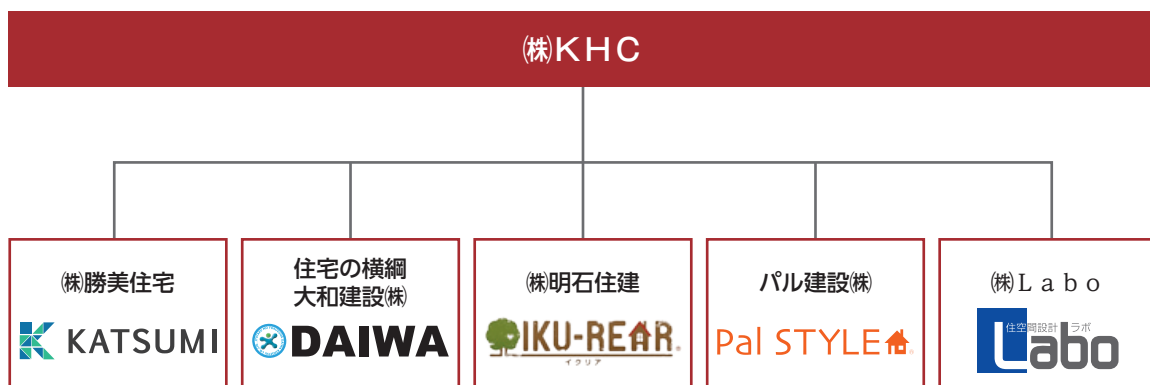 ㈱KHC
㈱勝美住宅
KATSUMI
住宅の横綱
大和建設㈱
DAIWA
㈱明石住建
IKU-REAR
イクリア
パル建設㈱
Pal STYLE
㈱Ｌａｂｏ
住空間設計 ラボ
Labo